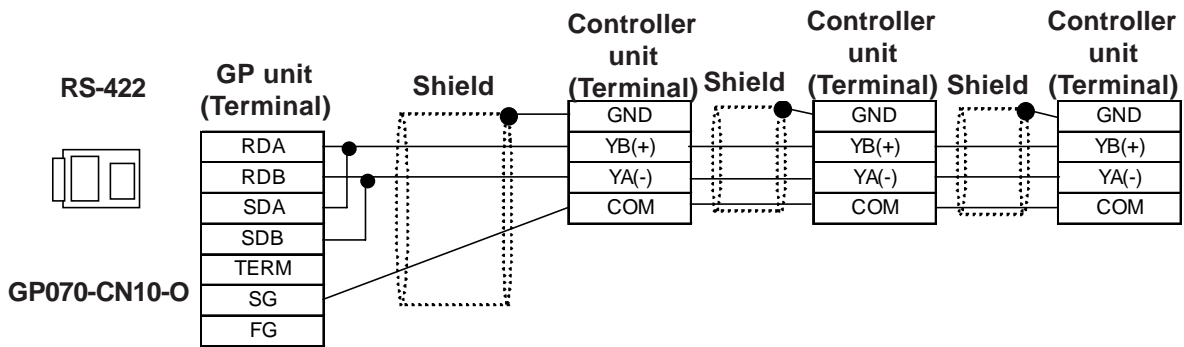 RS-422
GP070-CN10-O
GP unit
(Terminal)
RDA
RDB
SDA
SDB
TERM
SG
FG
Shield
Controller
unit
(Terminal)
GND
YB(+)
YA(-)
COM
Shield
Controller
unit
(Terminal)
GND
YB(+)
YA(-)
COM
Shield
Controller
unit
(Terminal)
GND
YB(+)
YA(-)
COM